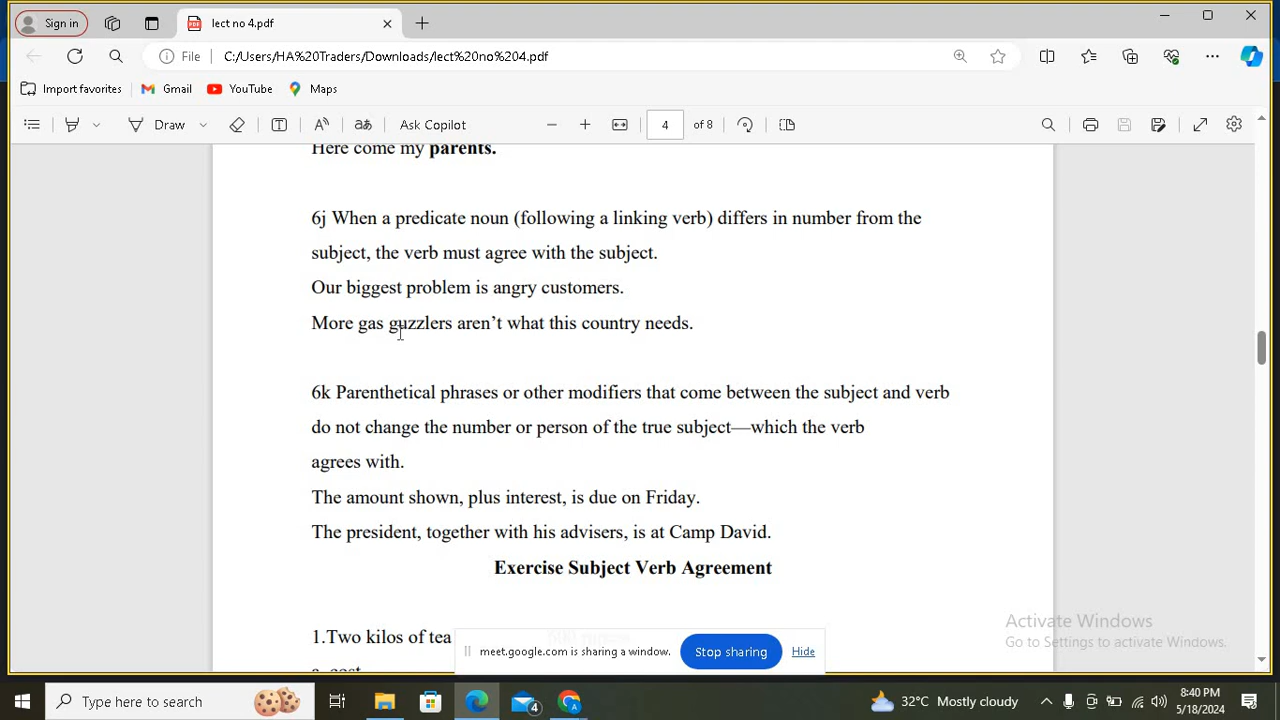 Sign in
lect no 4.pdf
File
C:/Users/HA%20Traders/Downloads/lect%20no%204.pdf
Import favorites
Gmail
YouTube
Maps
Draw
Ask Copilot
4
of 8
Here come my parents.
6j When a predicate noun (following a linking verb) differs in number from the
subject, the verb must agree with the subject.
Our biggest problem is angry customers.
More gas guzzlers aren’t what this country needs.
6k Parenthetical phrases or other modifiers that come between the subject and verb
do not change the number or person of the true subject—which the verb
agrees with.
The amount shown, plus interest, is due on Friday.
The president, together with his advisers, is at Camp David.
Exercise Subject Verb Agreement
1.Two kilos of tea
a. cost
meet.google.com is sharing a window.
Stop sharing
Hide
Activate Windows
Go to Settings to activate Windows.
Type here to search
4
32°C Mostly cloudy
8:40 PM
5/18/2024